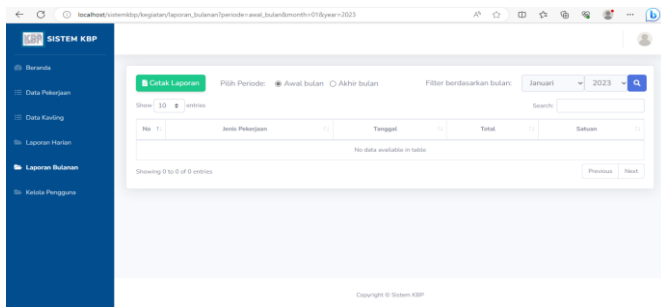 localhost/sistemkbp/kegiatan/laporan_bulanan?periode=awal_bulan&month=01&year=2023
KBP SISTEM KBP
Beranda
Data Pekerjaan
Data Kavling
Laporan Harian
Laporan Bulanan
Kelola Pengguna
Cetak Laporan Pilih Periode: Awal bulan Akhir bulan Filter berdasarkan bulan: Januari 2023
Show 10 entries Search:
No Jenis Pekerjaan Tanggal Total Satuan
No data available in table
Showing 0 to 0 of 0 entries Previous Next
Copyright © Sistem KBP